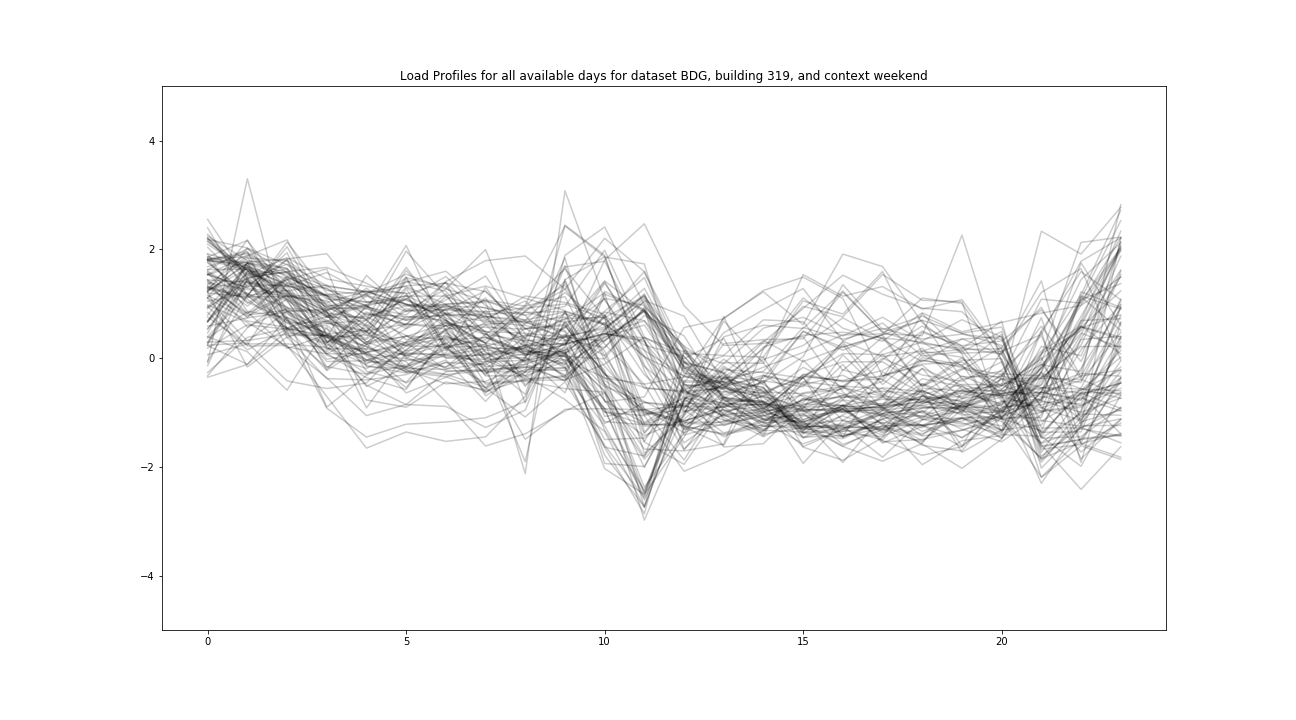 Load Profiles for all available days for dataset BDG, building 319, and context weekend
4
2
0
−2
−4
0 5 10 15 20